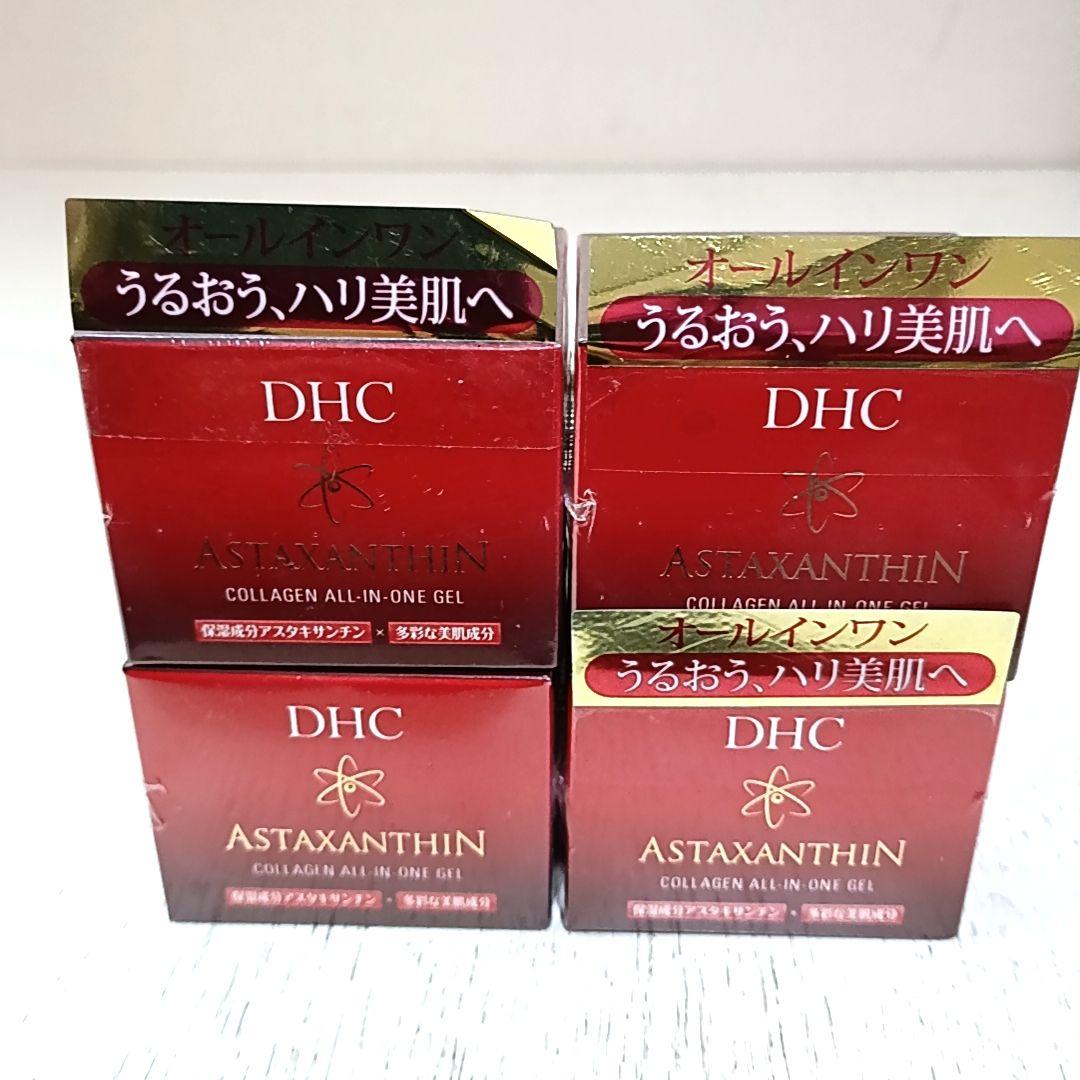 オールインワン
うるおう、ハリ美肌へ
DHC
ASTAXANTHIN
COLLAGEN ALL-IN-ONE GEL
保湿成分アスタキサンチン × 多彩な美肌成分
オールインワン
うるおう、ハリ美肌へ
DHC
ASTAXANTHIN
COLLAGEN ALL-IN-ONE GEL
DHC
ASTAXANTHIN
COLLAGEN ALL-IN-ONE GEL
保湿成分アスタキサンチン × 多彩な美肌成分
オールインワン
うるおう、ハリ美肌へ
DHC
ASTAXANTHIN
COLLAGEN ALL-IN-ONE GEL
保湿成分アスタキサンチン × 多彩な美肌成分